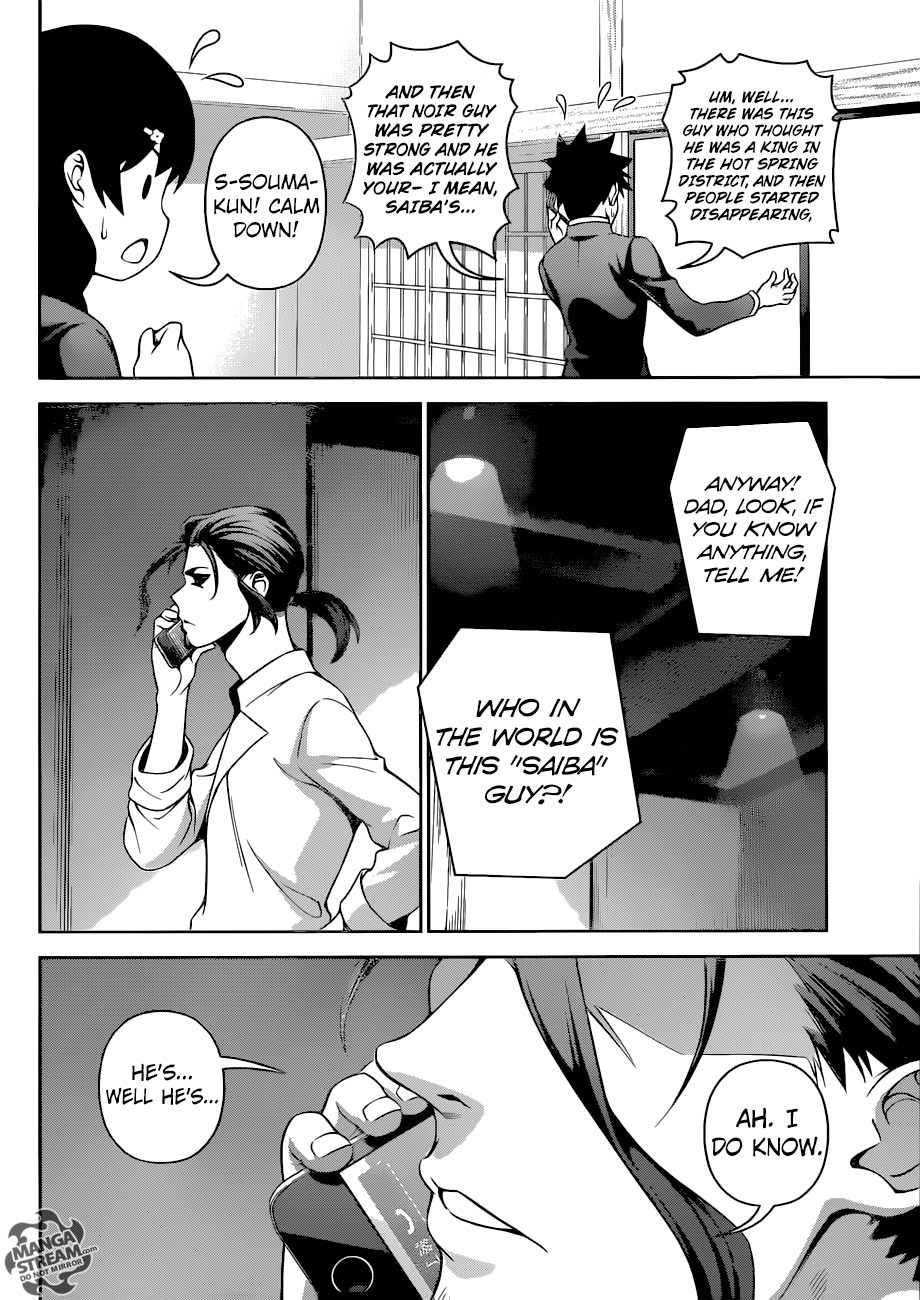 UM, WELL...
THERE WAS THIS
GUY WHO THOUGHT
HE WAS A KING IN
THE HOT SPRING
DISTRICT, AND THEN
PEOPLE STARTED
DISAPPEARING,
AND THEN
THAT NOIR GUY
WAS PRETTY
STRONG AND HE
WAS ACTUALLY
YOUR– I MEAN,
SAIBA'S...
S-SOUMA-
KUN! CALM
DOWN!
ANYWAY!
DAD, LOOK, IF
YOU KNOW
ANYTHING,
TELL ME!
WHO IN
THE WORLD IS
THIS "SAIBA"
GUY?!
AH. I
DO KNOW.
HE'S...
WELL HE'S...
MANGA
STREAM.com
DO NOT MIRROR!